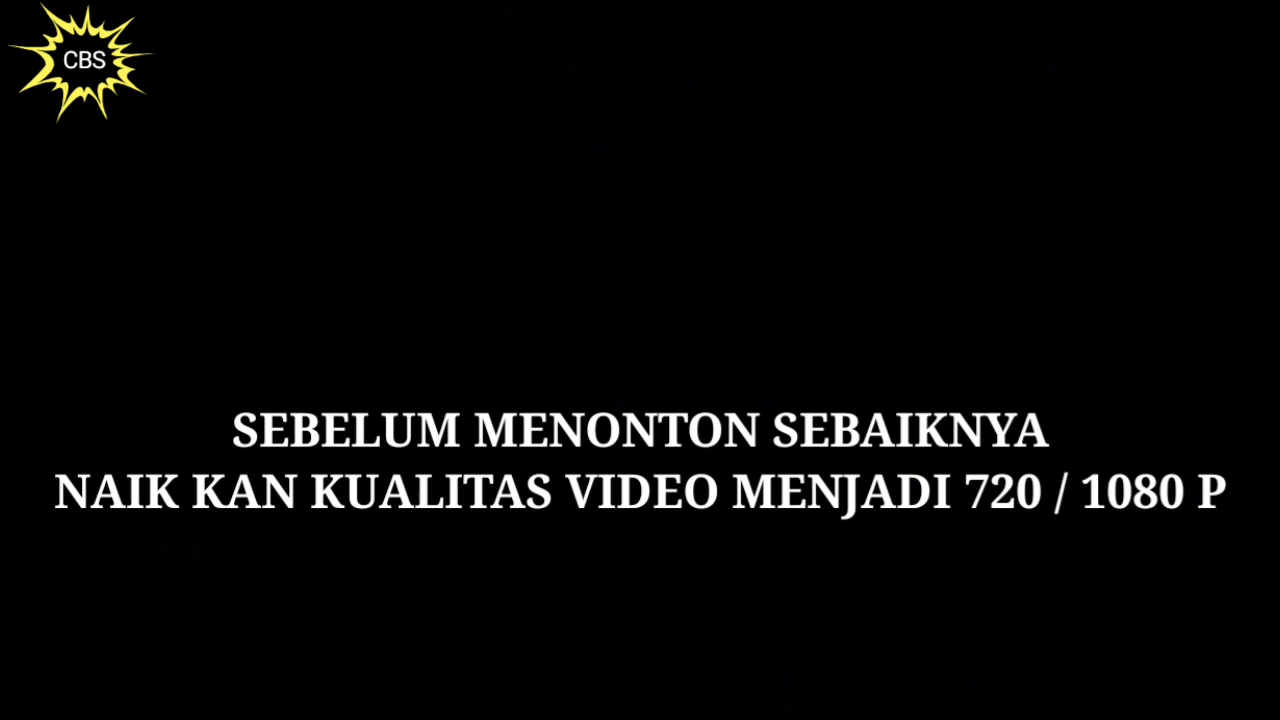 CBS
SEBELUM MENONTON SEBAIKNYA
NAIK KAN KUALITAS VIDEO MENJADI 720 / 1080 P